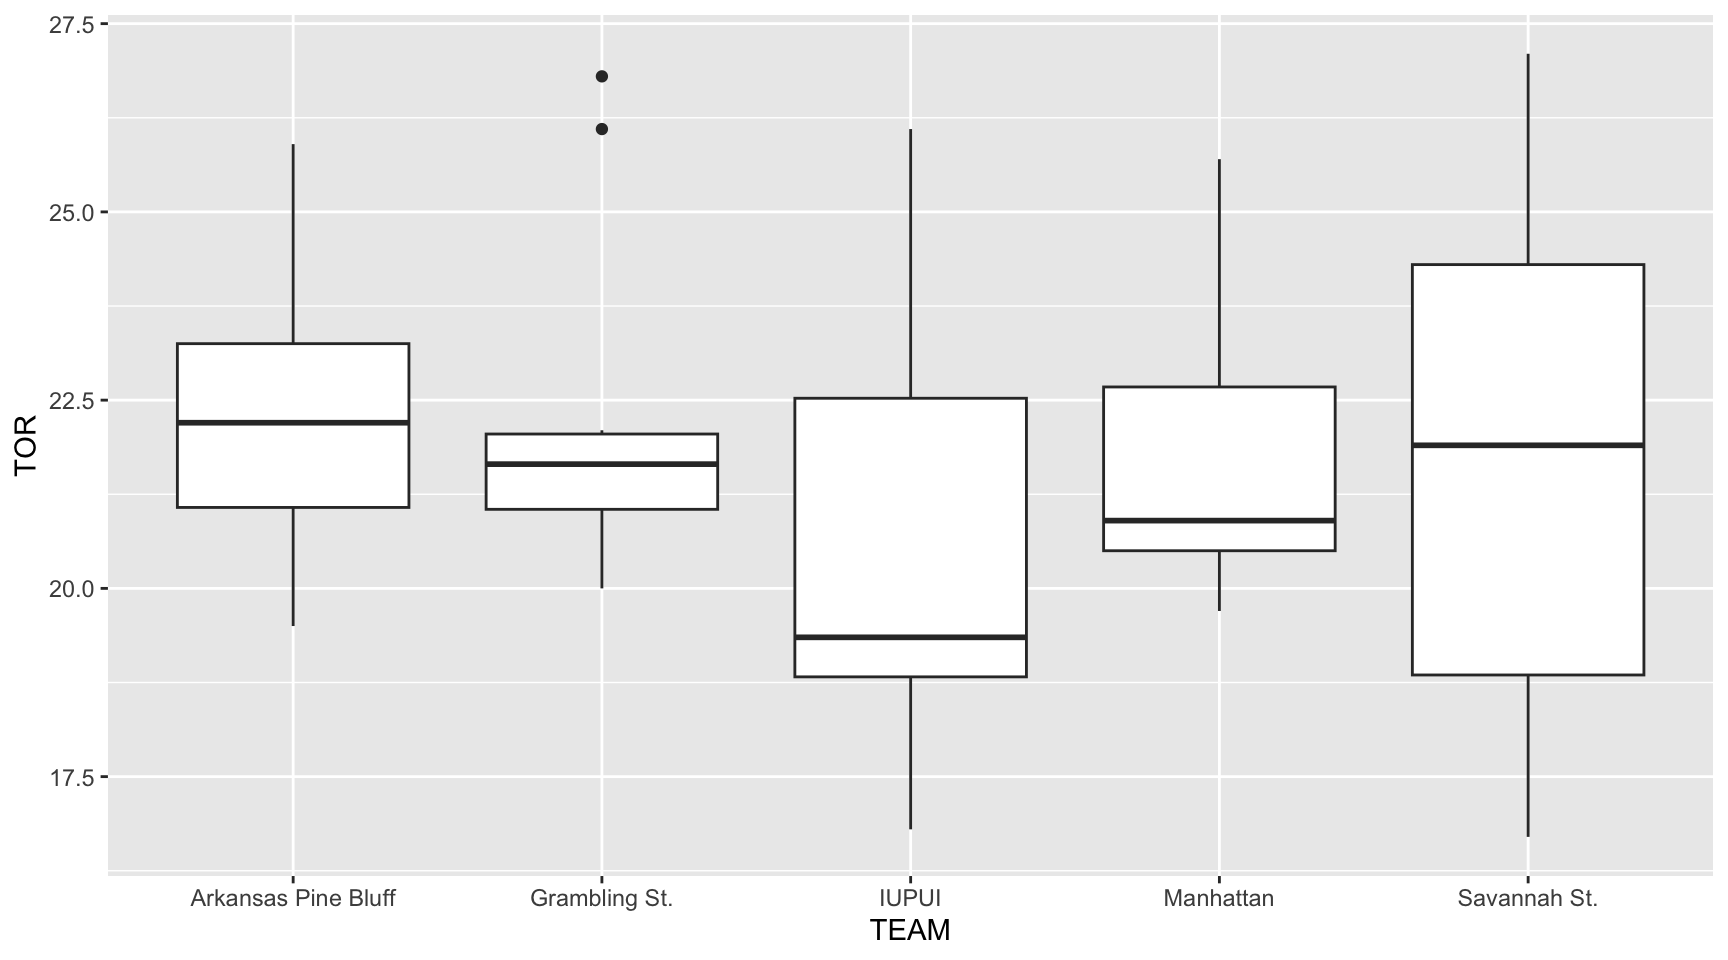 27.5
25.0
22.5
20.0
17.5
TOR
Arkansas Pine Bluff
Grambling St.
IUPUI
Manhattan
Savannah St.
TEAM